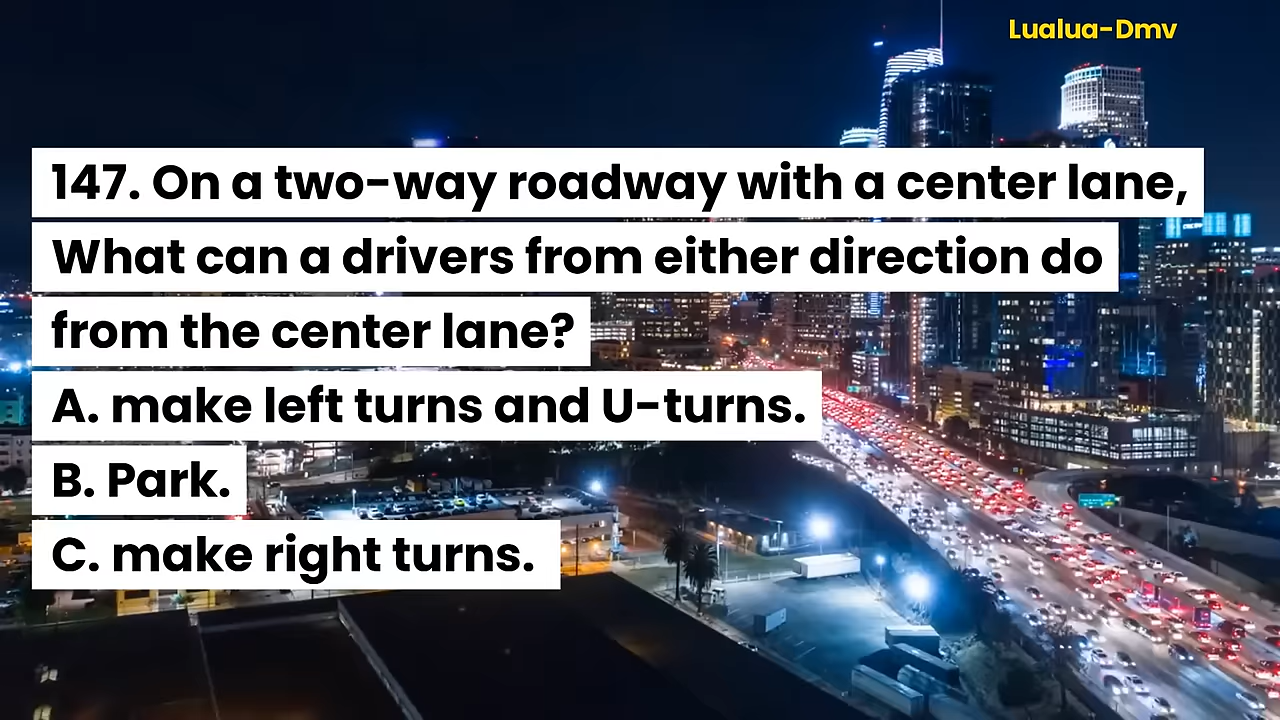 Lualua-Dmv
147. On a two-way roadway with a center lane,
What can a drivers from either direction do
from the center lane?
A. make left turns and U-turns.
B. Park.
C. make right turns.